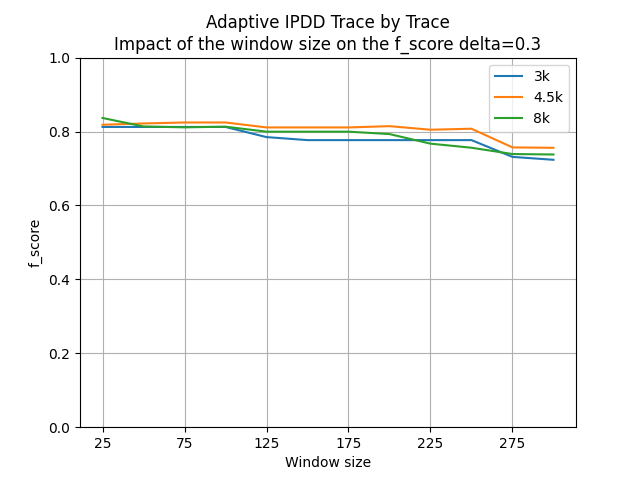 Adaptive IPDD Trace by Trace
Impact of the window size on the f_score delta=0.3
1.0
0.8
0.6
0.4
0.2
0.0
f_score
3k
4.5k
8k
25
75
125
175
225
275
Window size